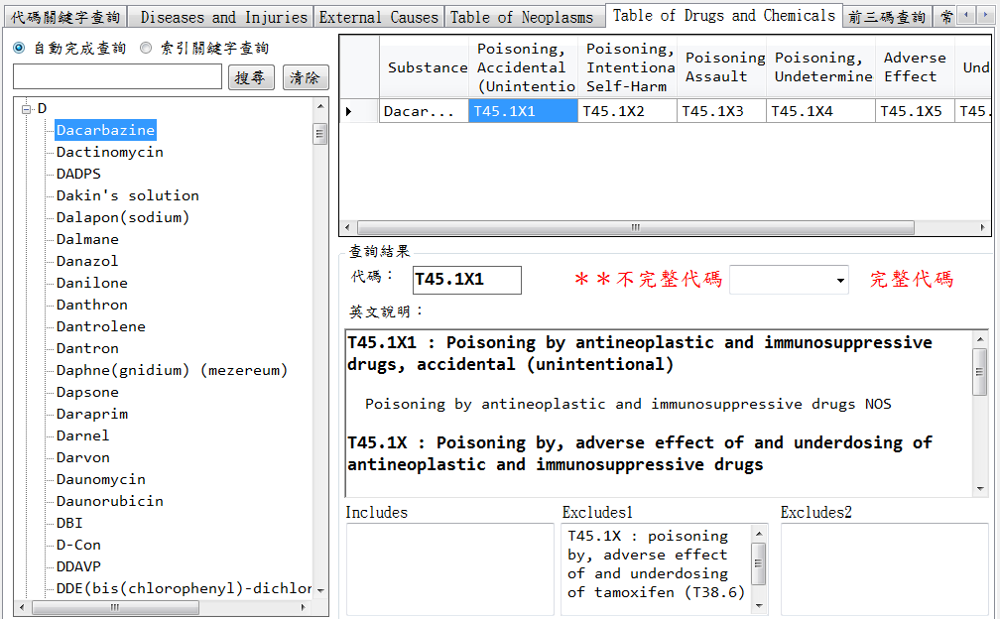 代碼關鍵字查詢 Diseases and Injuries External Causes Table of Neoplasms Table of Drugs and Chemicals 前三碼查詢 常
自動完成查詢 索引關鍵字查詢
搜尋 清除
D
Dacarbazine
Dactinomycin
DADPS
Dakin's solution
Dalapon(sodium)
Dalmane
Danazol
Danilone
Danthron
Dantrolene
Dantron
Daphne(gnidium) (mezereum)
Dapsone
Daraprim
Darnel
Darvon
Daunomycin
Daunorubicin
DBI
D-Con
DDAVP
DDE(bis(chlorophenyl)-dichlor
Substance
Poisoning,
Accidental
(Unintentio
Poisoning,
Intentiona
Self-Harm
Poisoning
Assault
Poisoning,
Undetermine
Adverse
Effect
Und
Dacar... T45.1X1 T45.1X2 T45.1X3 T45.1X4 T45.1X5 T45.
查詢結果
代碼： T45.1X1 ＊＊不完整代碼 完整代碼
英文說明：
T45.1X1 : Poisoning by antineoplastic and immunosuppressive
drugs, accidental (unintentional)
Poisoning by antineoplastic and immunosuppressive drugs NOS
T45.1X : Poisoning by, adverse effect of and underdosing of
antineoplastic and immunosuppressive drugs
Includes Excludes1 Excludes2
T45.1X : poisoning
by, adverse effect
of and underdosing
of tamoxifen (T38.6)